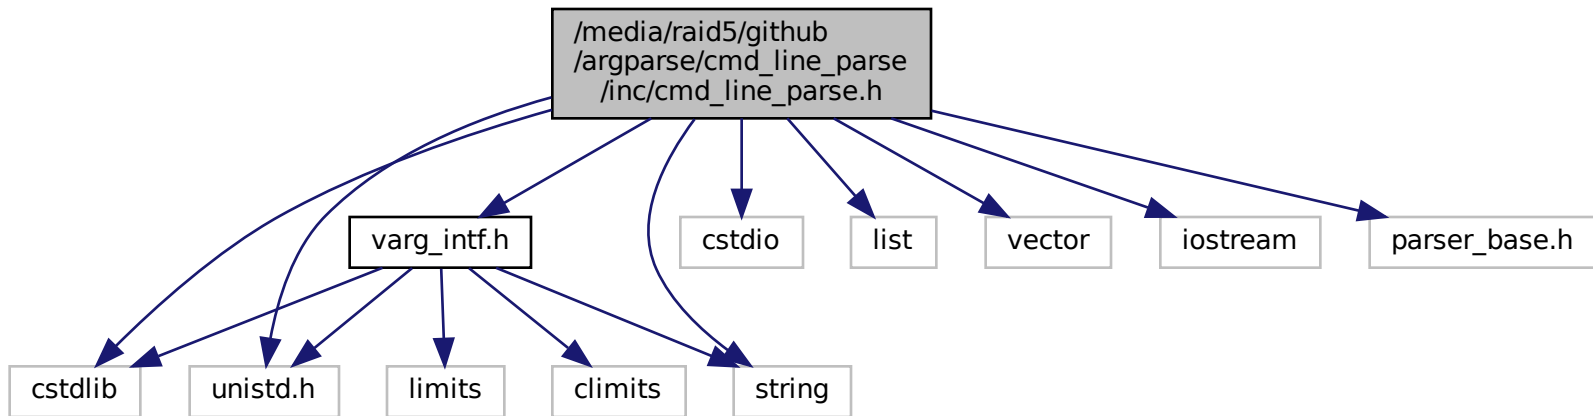 /media/raid5/github
/argparse/cmd_line_parse
/inc/cmd_line_parse.h
varg_intf.h
cstdio
list
vector
iostream
parser_base.h
cstdlib
unistd.h
limits
climits
string